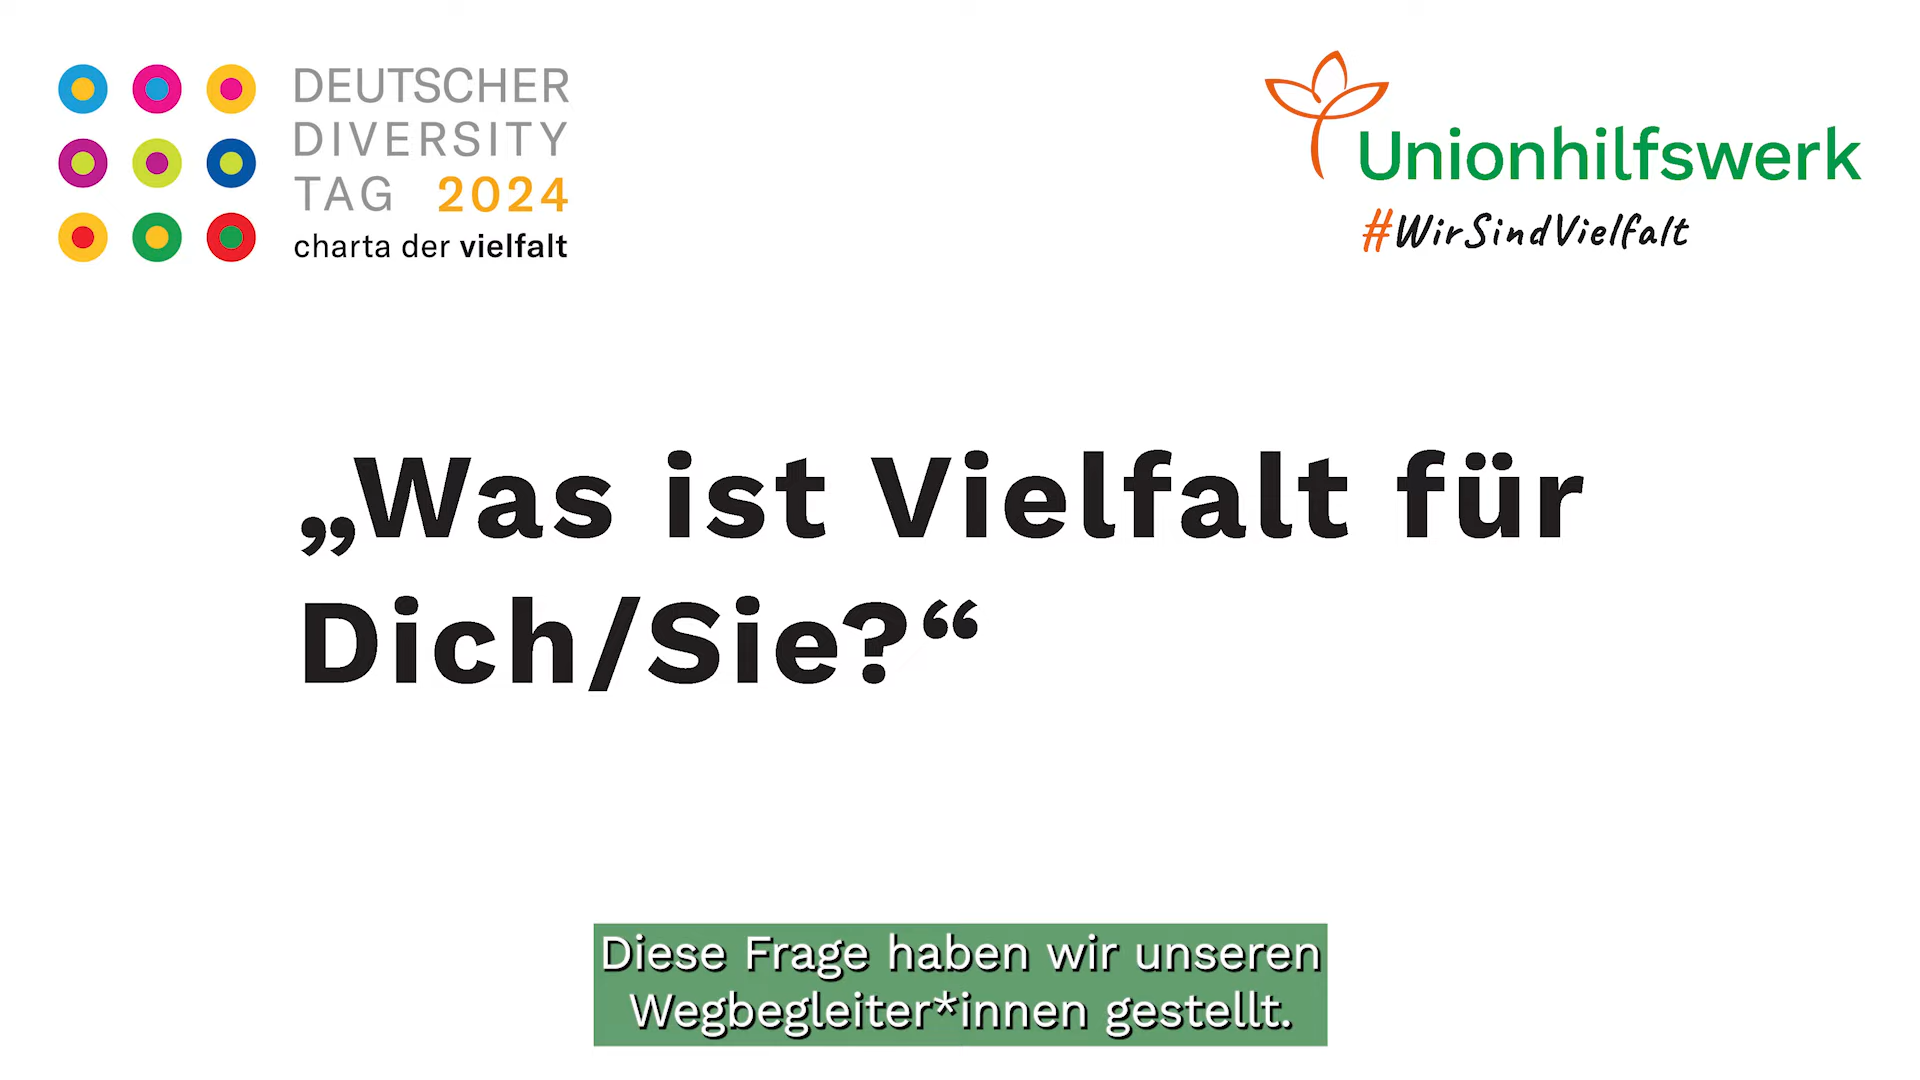 DEUTSCHER
DIVERSITY
TAG 2024
charta der vielfalt
Unionhilfswerk
#WirSindVielfalt
„Was ist Vielfalt für
Dich/Sie?“
Diese Frage haben wir unseren
Wegbegleiter*innen gestellt.